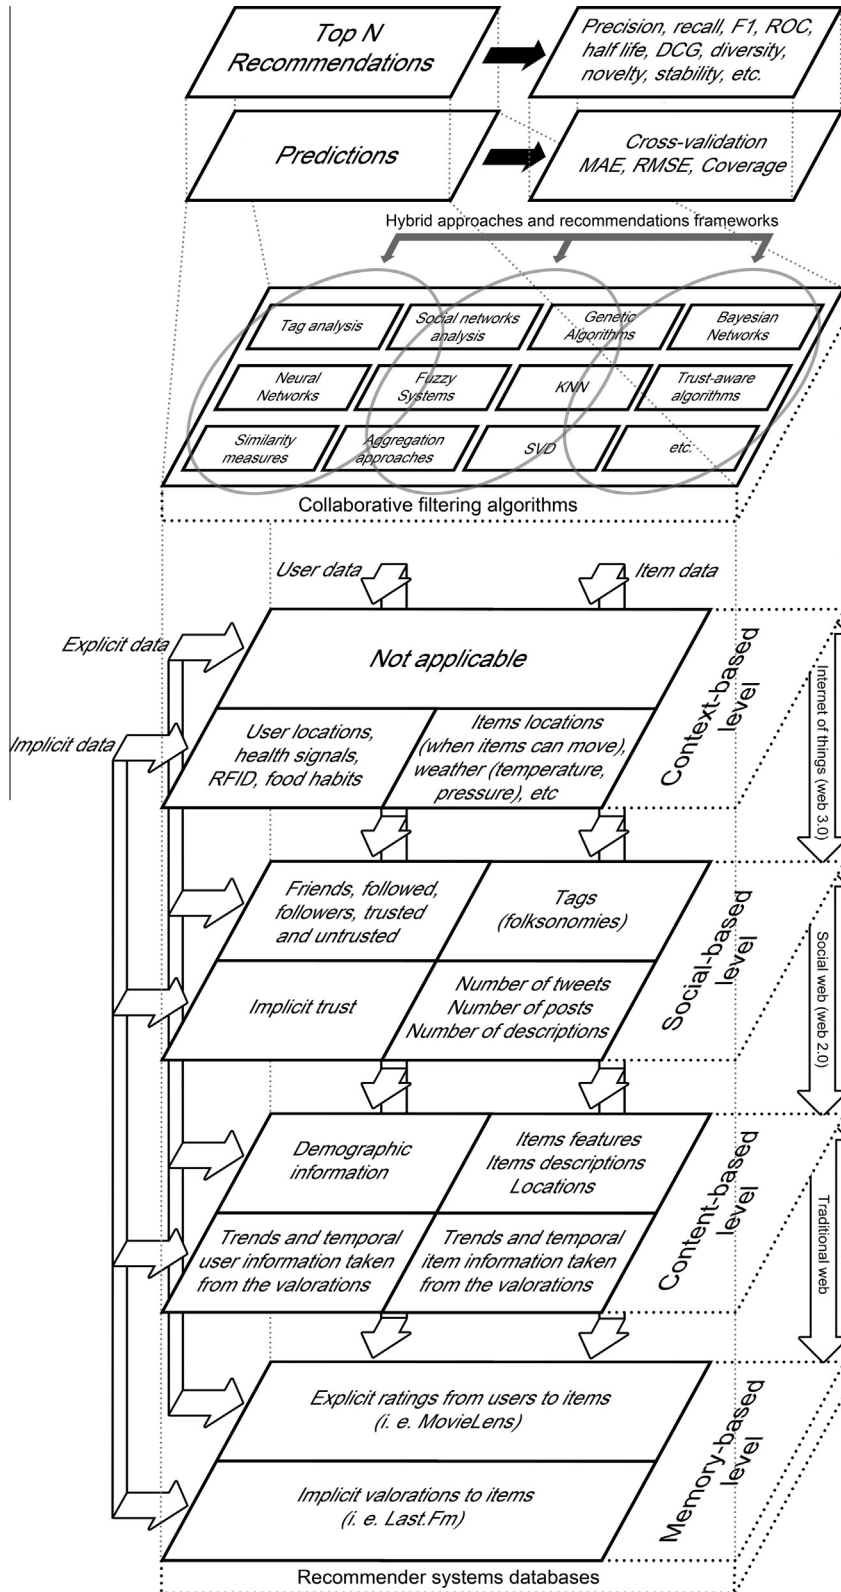 Top N
Recommendations
Precision, recall, F1, ROC,
half life, DCG, diversity,
novelty, stability, etc.
Predictions
Cross-validation
MAE, RMSE, Coverage
Hybrid approaches and recommendations frameworks
Tag analysis
Social networks
analysis
Genetic
Algorithms
Bayesian
Networks
Neural
Networks
Fuzzy
Systems
KNN
Trust-aware
algorithms
Similarity
measures
Aggregation
approaches
SVD
etc.
Collaborative filtering algorithms
User data
Item data
Explicit data
Implicit data
Not applicable
User locations,
health signals,
RFID, food habits
Items locations
(when items can move),
weather (temperature,
pressure), etc
Context-based
level
Internet of things (web 3.0)
Friends, followed,
followers, trusted
and untrusted
Tags
(folksonomies)
Implicit trust
Number of tweets
Number of posts
Number of descriptions
Social-based
level
Social web (web 2.0)
Demographic
information
Items features
Items descriptions
Locations
Trends and temporal
user information taken
from the valorations
Trends and temporal
item information taken
from the valorations
Content-based
level
Traditional web
Explicit ratings from users to items
(i. e. MovieLens)
Implicit valorations to items
(i. e. Last.Fm)
Memory-based
level
Recommender systems databases